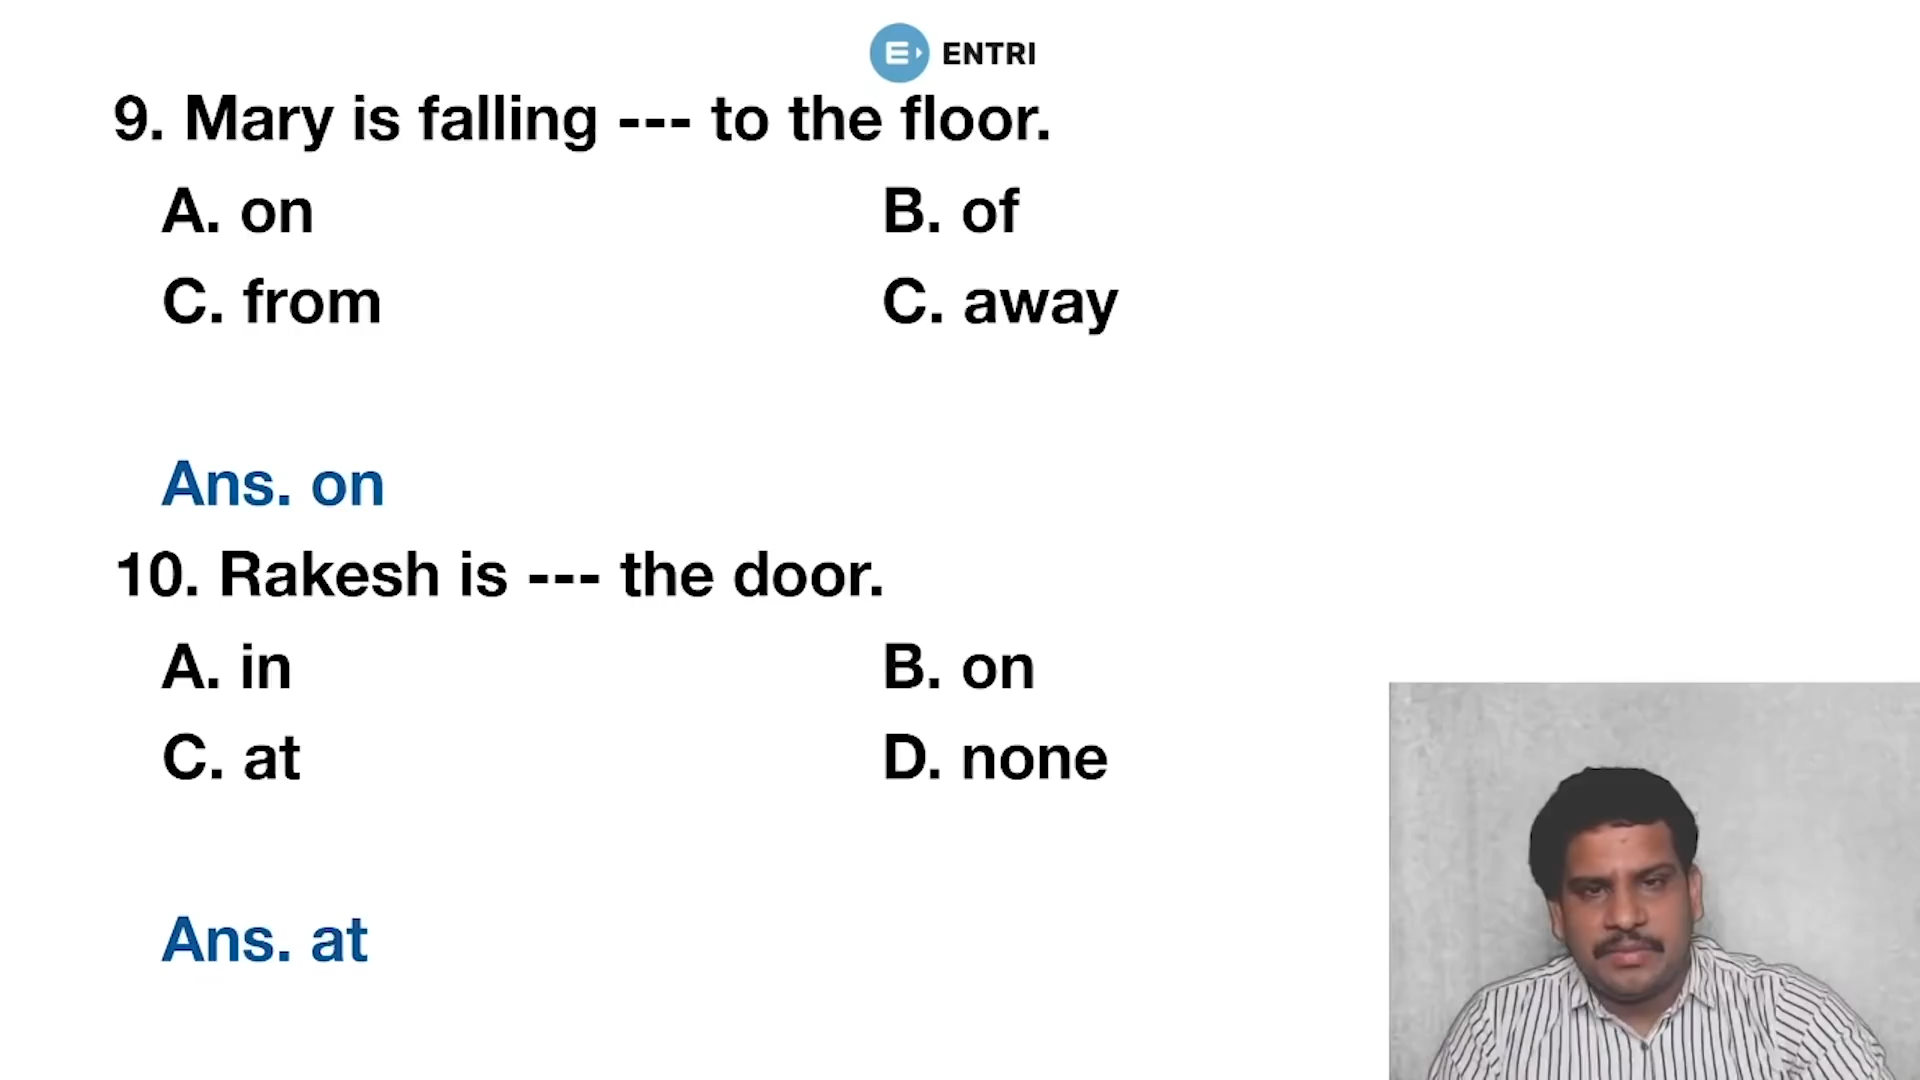 ENTRI
9. Mary is falling --- to the floor.
A. on B. of
C. from C. away
Ans. on
10. Rakesh is --- the door.
A. in B. on
C. at D. none
Ans. at